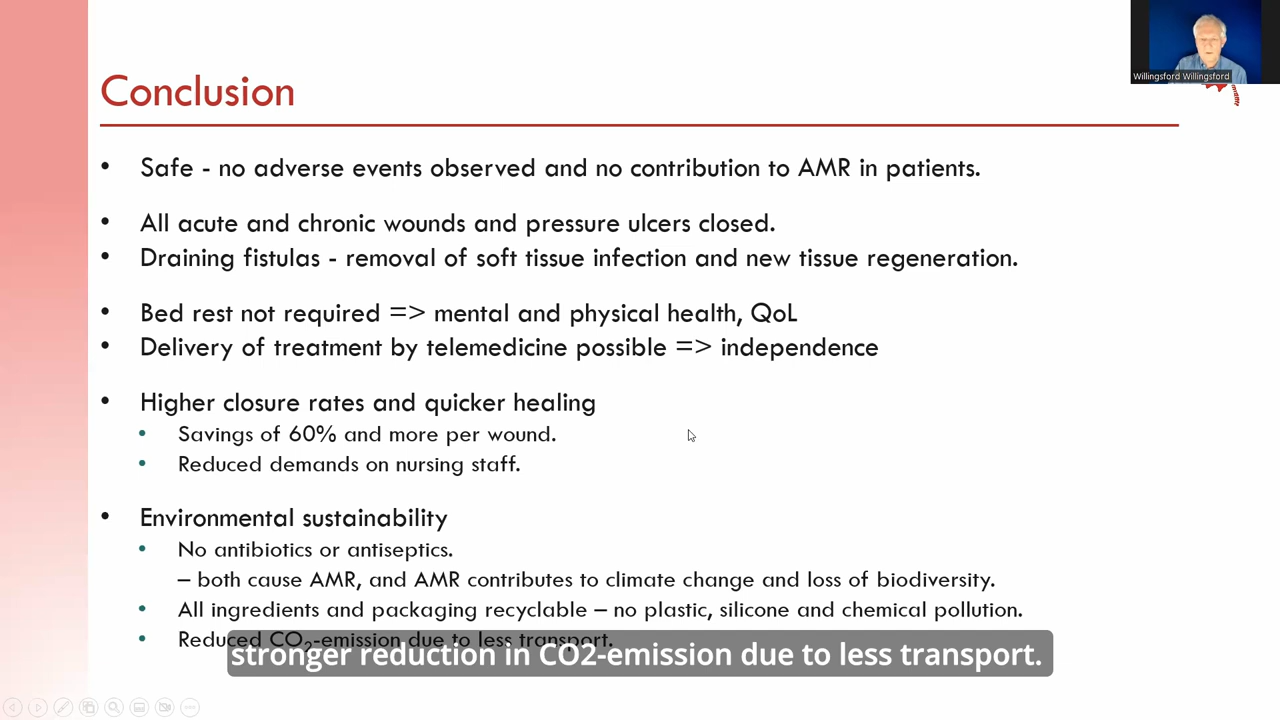 Willingsford Willingsford
Conclusion
• Safe - no adverse events observed and no contribution to AMR in patients.
• All acute and chronic wounds and pressure ulcers closed.
• Draining fistulas - removal of soft tissue infection and new tissue regeneration.
• Bed rest not required => mental and physical health, QoL
• Delivery of treatment by telemedicine possible => independence
• Higher closure rates and quicker healing
• Savings of 60% and more per wound.
• Reduced demands on nursing staff.
• Environmental sustainability
• No antibiotics or antiseptics.
– both cause AMR, and AMR contributes to climate change and loss of biodiversity.
• All ingredients and packaging recyclable – no plastic, silicone and chemical pollution.
• Reduced CO₂-emission due to less transport.
stronger reduction in CO2-emission due to less transport.